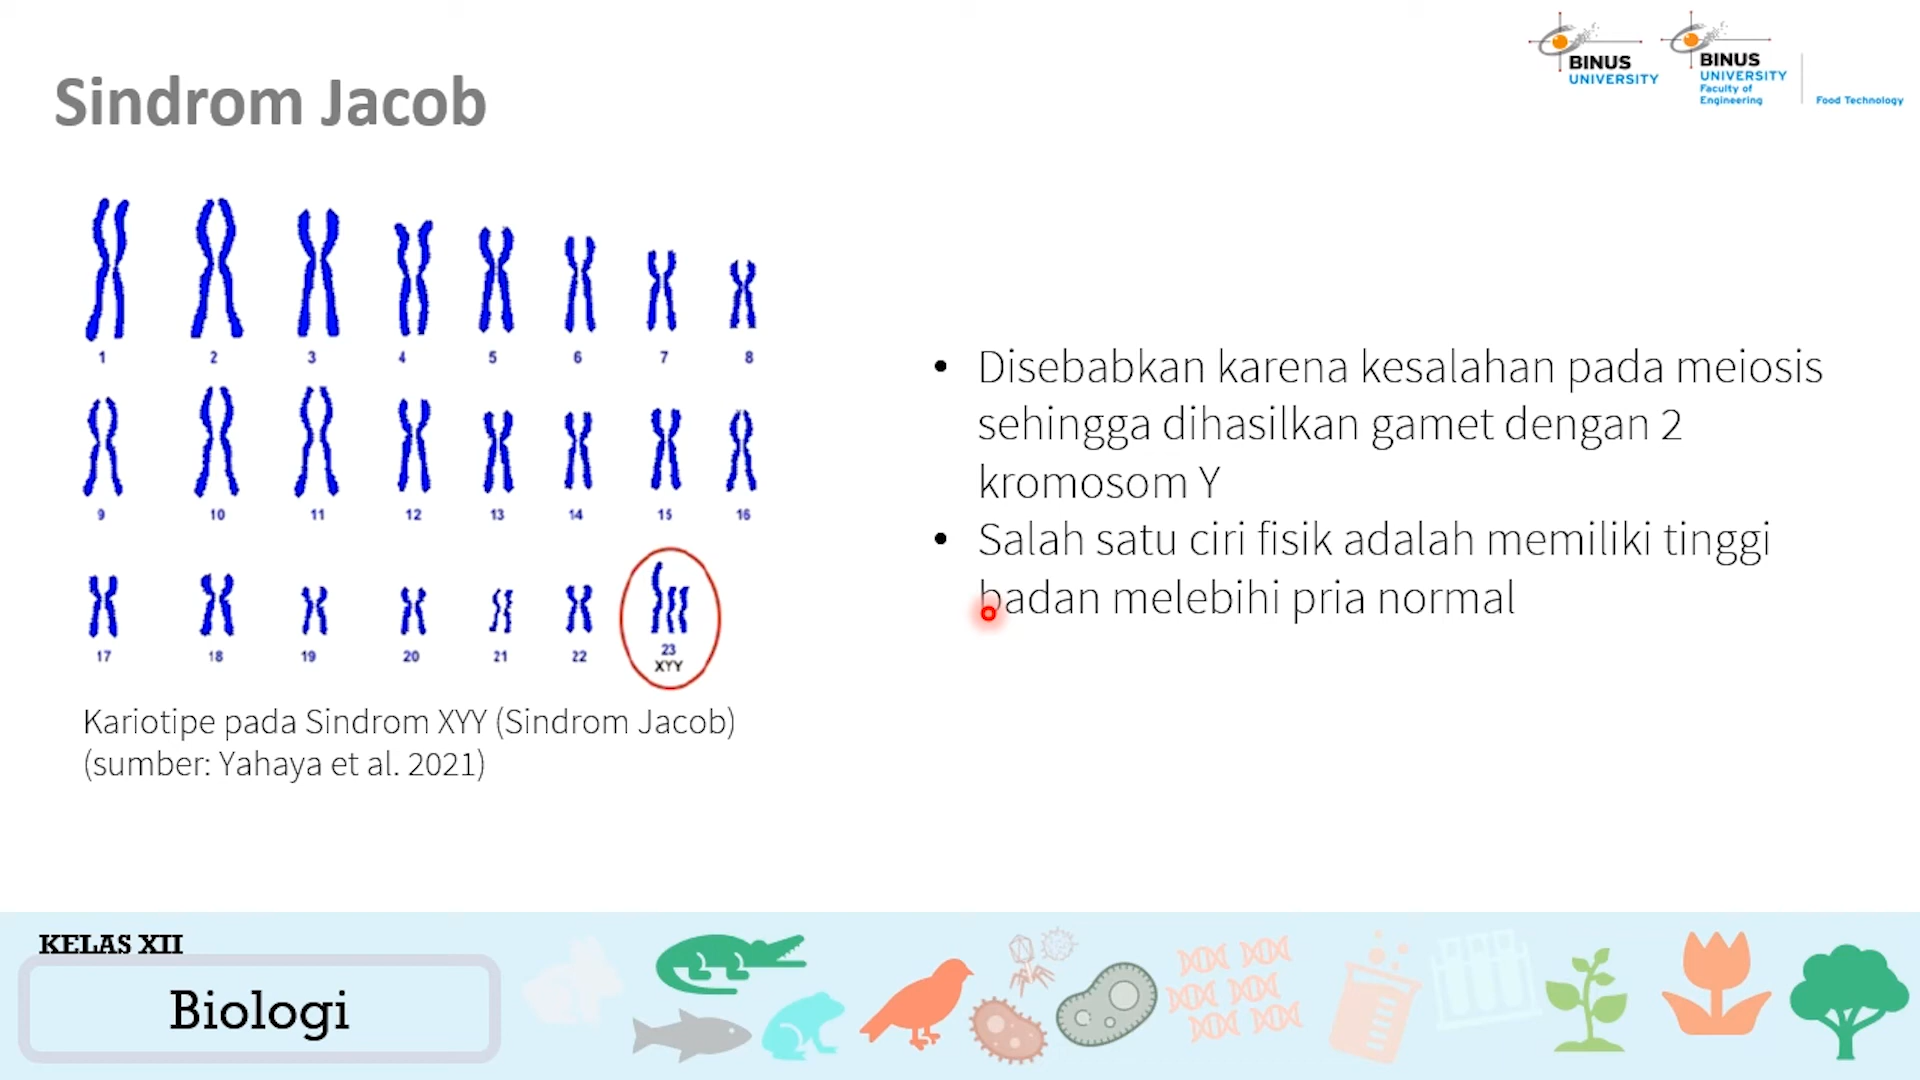 Sindrom Jacob
BINUS
UNIVERSITY
BINUS
UNIVERSITY
Faculty of
Engineering
Food Technology
1 2 3 4 5 6 7 8
9 10 11 12 13 14 15 16
17 18 19 20 21 22 23
XYY
Kariotipe pada Sindrom XYY (Sindrom Jacob)
(sumber: Yahaya et al. 2021)
• Disebabkan karena kesalahan pada meiosis
sehingga dihasilkan gamet dengan 2
kromosom Y
• Salah satu ciri fisik adalah memiliki tinggi
badan melebihi pria normal
KELAS XII
Biologi